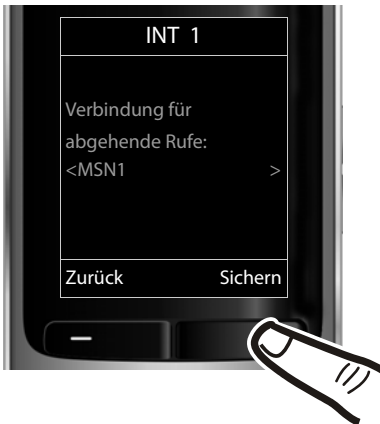 INT 1
Verbindung für
abgehende Rufe:
<MSN1 >
Zurück Sichern